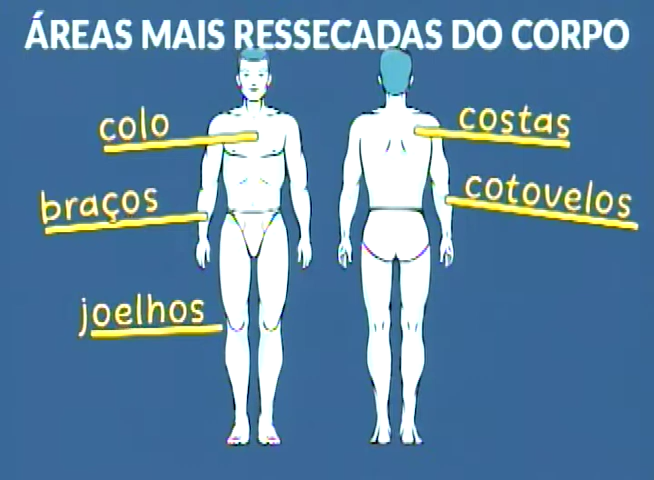 ÁREAS MAIS RESSECADAS DO CORPO
colo
costas
braços
cotovelos
joelhos